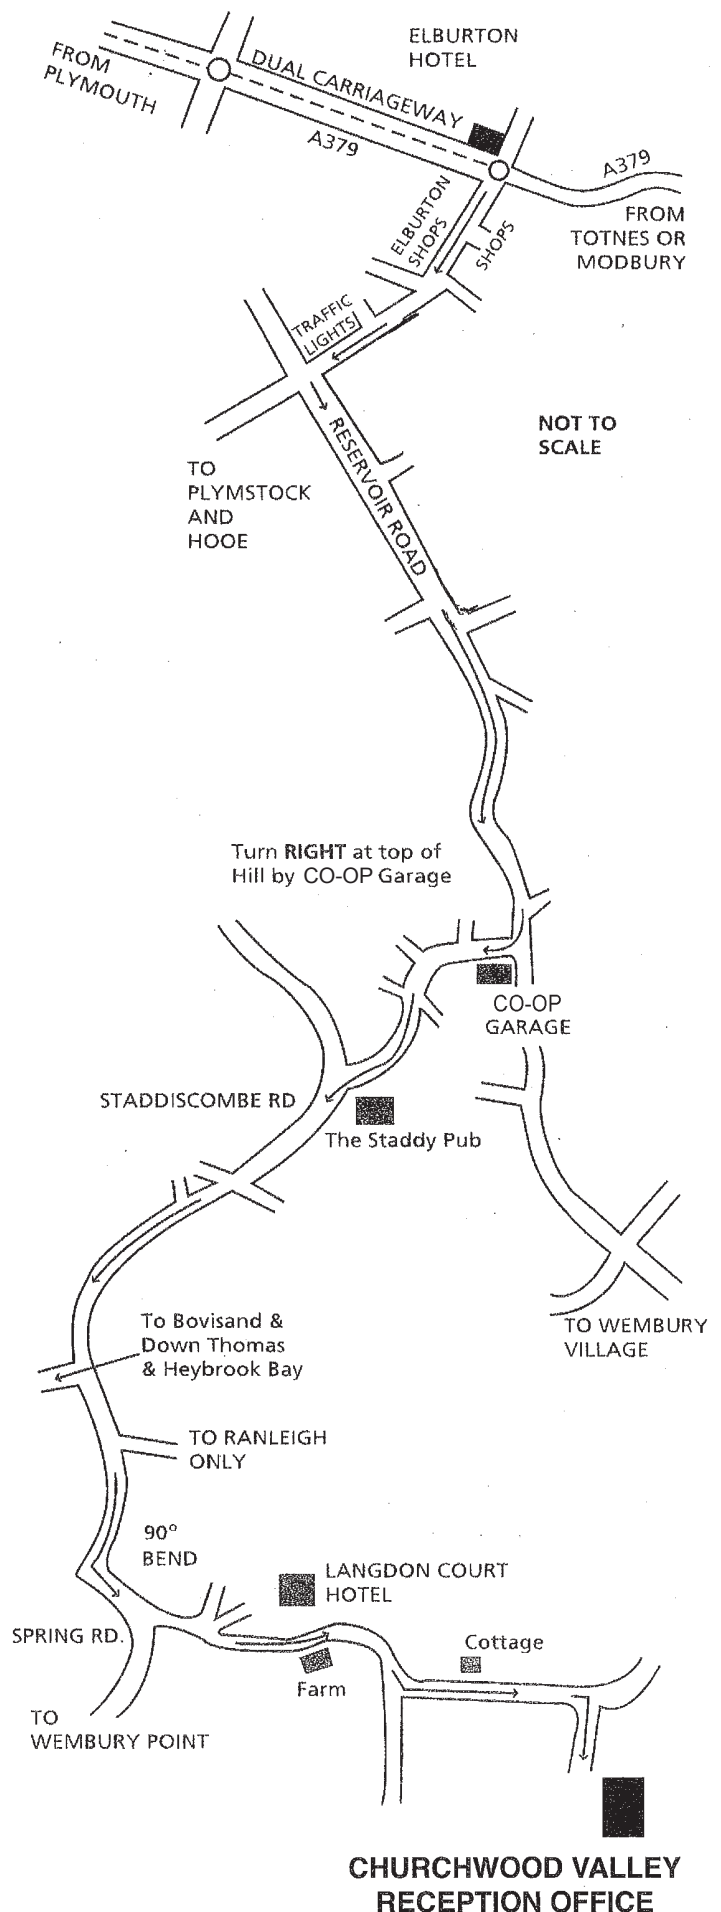 ELBURTON
HOTEL
FROM
PLYMOUTH
DUAL CARRIAGEWAY
A379
A379
ELBURTON
SHOPS
SHOPS
FROM
TOTNES OR
MODBURY
TRAFFIC
LIGHTS
NOT TO
SCALE
RESERVOIR ROAD
TO
PLYMSTOCK
AND
HOOE
Turn RIGHT at top of
Hill by CO-OP Garage
CO-OP
GARAGE
STADDISCOMBE RD
The Staddy Pub
To Bovisand &
Down Thomas
& Heybrook Bay
TO WEMBURY
VILLAGE
TO RANLEIGH
ONLY
90°
BEND
LANGDON COURT
HOTEL
SPRING RD.
Cottage
Farm
TO
WEMBURY POINT
CHURCHWOOD VALLEY
RECEPTION OFFICE